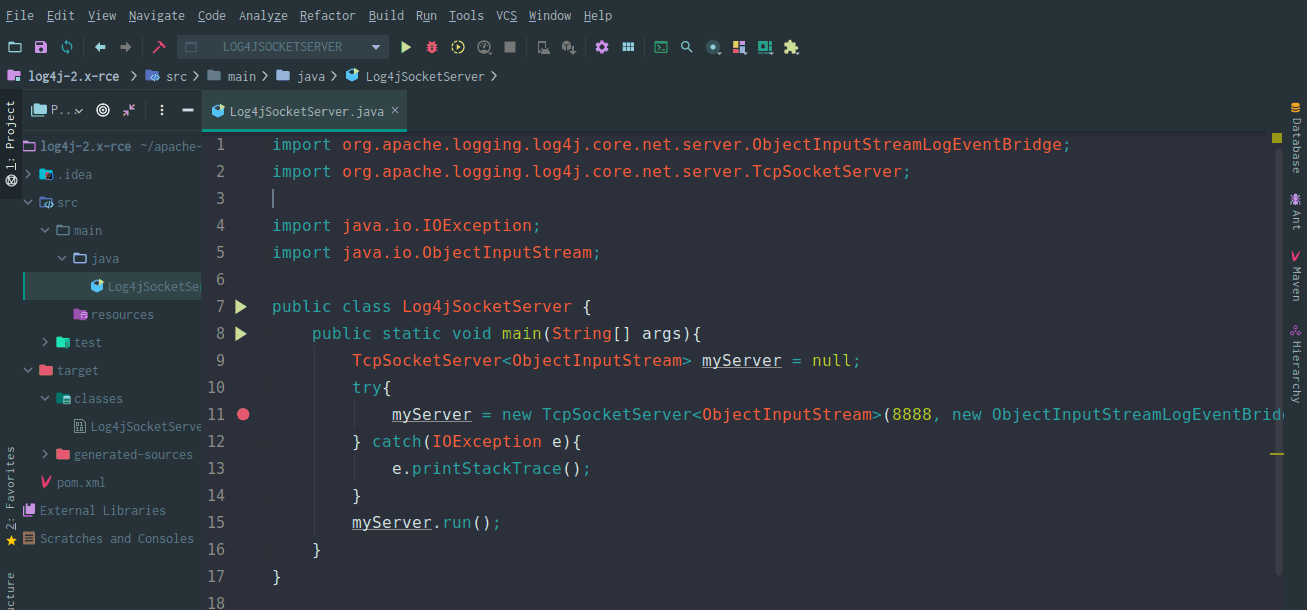 File Edit View Navigate Code Analyze Refactor Build Run Tools VCS Window Help
LOG4JSOCKETSERVER
log4j-2.x-rce src main java Log4jSocketServer
1: Project
P...
Log4jSocketServer.java
log4j-2.x-rce ~/apache-
.idea
src
main
java
Log4jSocketSe
resources
test
target
classes
Log4jSocketServe
generated-sources
pom.xml
External Libraries
Scratches and Consoles
2: Favorites
ucture
1 import org.apache.logging.log4j.core.net.server.ObjectInputStreamLogEventBridge;
2 import org.apache.logging.log4j.core.net.server.TcpSocketServer;
3
4 import java.io.IOException;
5 import java.io.ObjectInputStream;
6
7 public class Log4jSocketServer {
8 public static void main(String[] args){
9 TcpSocketServer<ObjectInputStream> myServer = null;
10 try{
11 myServer = new TcpSocketServer<ObjectInputStream>(8888, new ObjectInputStreamLogEventBrid
12 } catch(IOException e){
13 e.printStackTrace();
14 }
15 myServer.run();
16 }
17 }
18
Database
Ant
Maven
Hierarchy